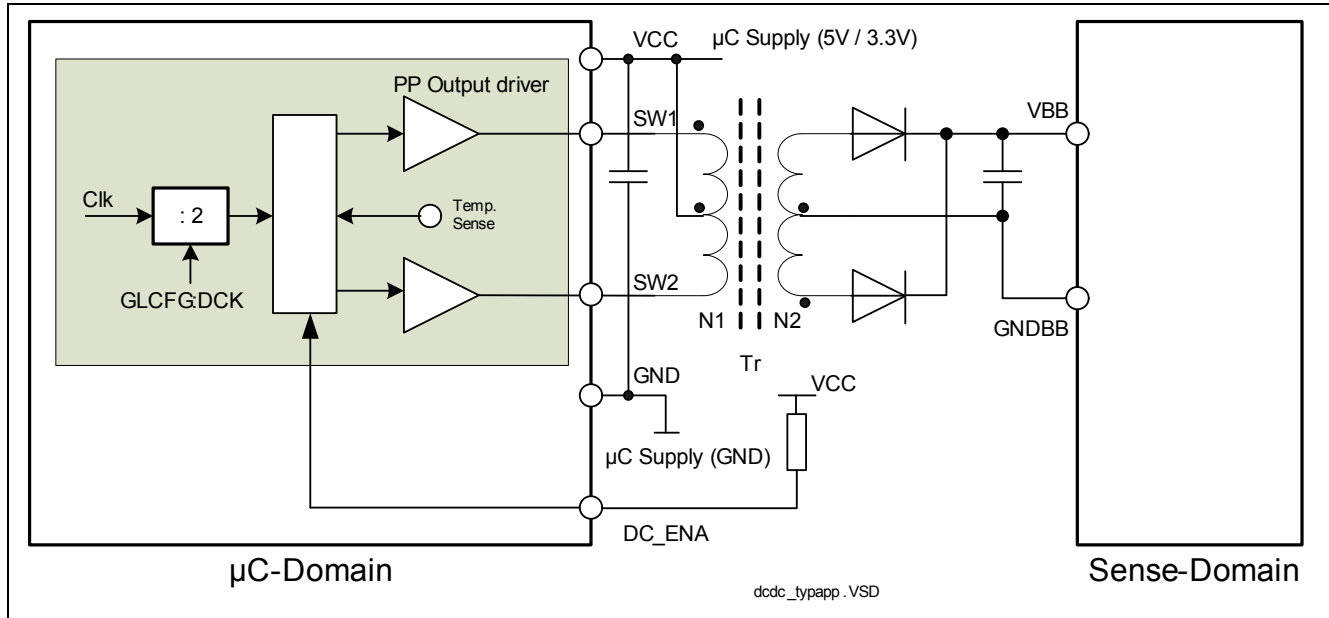 VCC
µC Supply (5V / 3.3V)
PP Output driver
SW1
VBB
Clk
: 2
Temp.
Sense
GLCFG:DCK
SW2
N1
N2
GNDBB
Tr
GND
VCC
µC Supply (GND)
DC_ENA
µC-Domain
Sense-Domain
dcdc_typapp.VSD